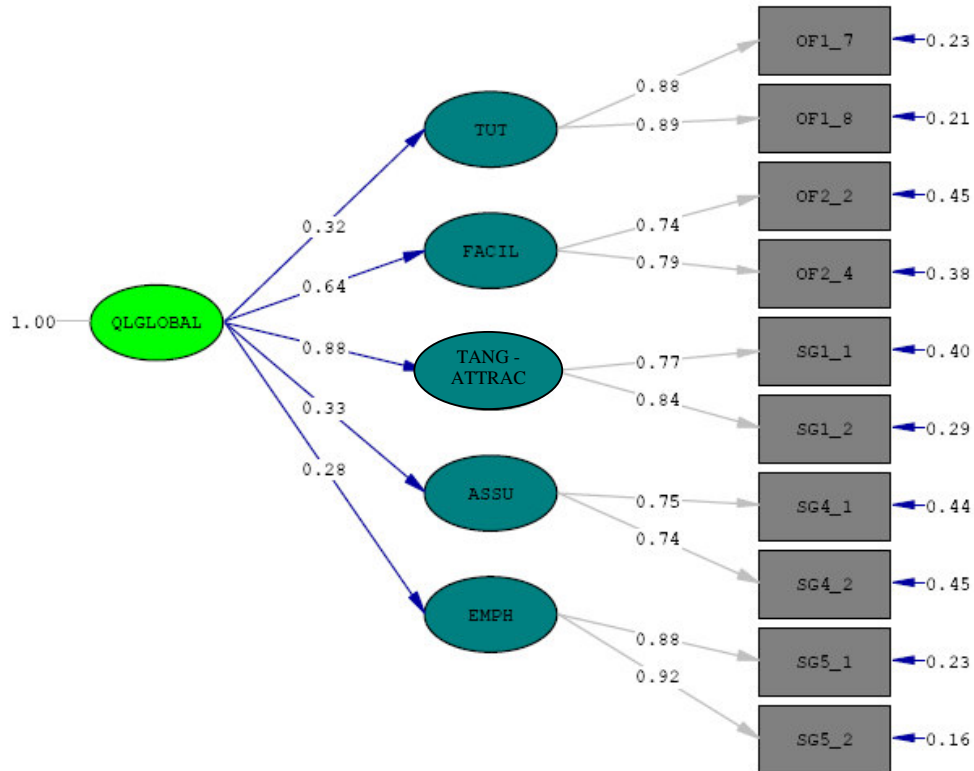 OF1_7
0.23
0.88
TUT
0.89
OF1_8
0.21
0.32
OF2_2
0.45
0.74
FACIL
0.79
OF2_4
0.38
0.64
1.00
QLGLOBAL
0.88
TANG -
ATTRAC
0.77
SG1_1
0.40
0.84
SG1_2
0.29
0.33
0.28
ASSU
0.75
SG4_1
0.44
0.74
SG4_2
0.45
EMPH
0.88
SG5_1
0.23
0.92
SG5_2
0.16